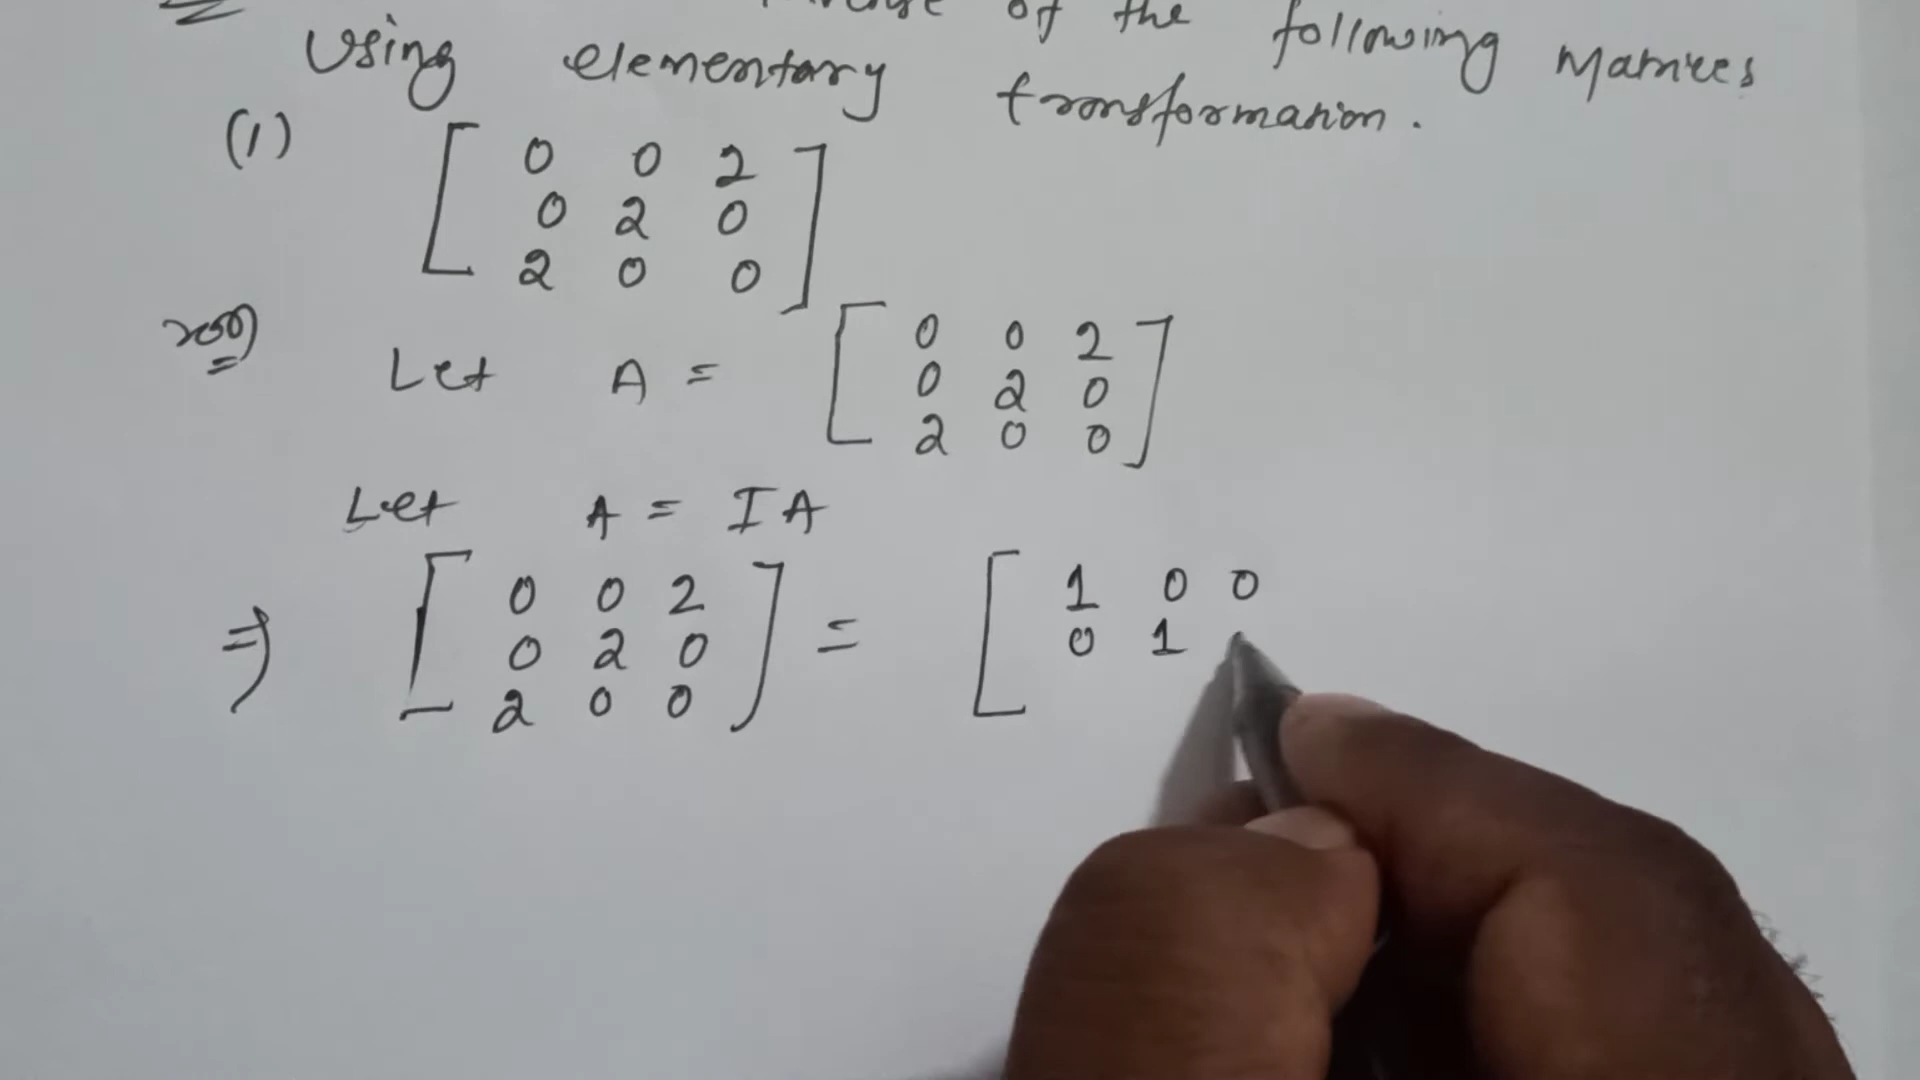 of the following Matrices
Using elementary transformation.
(1) [ 0 0 2 ]
0 2 0
2 0 0
Let A = [ 0 0 2 ]
0 2 0
2 0 0
Let A = IA
⇒ [ 0 0 2 ] = [ 1 0 0
0 2 0 0 1
2 0 0